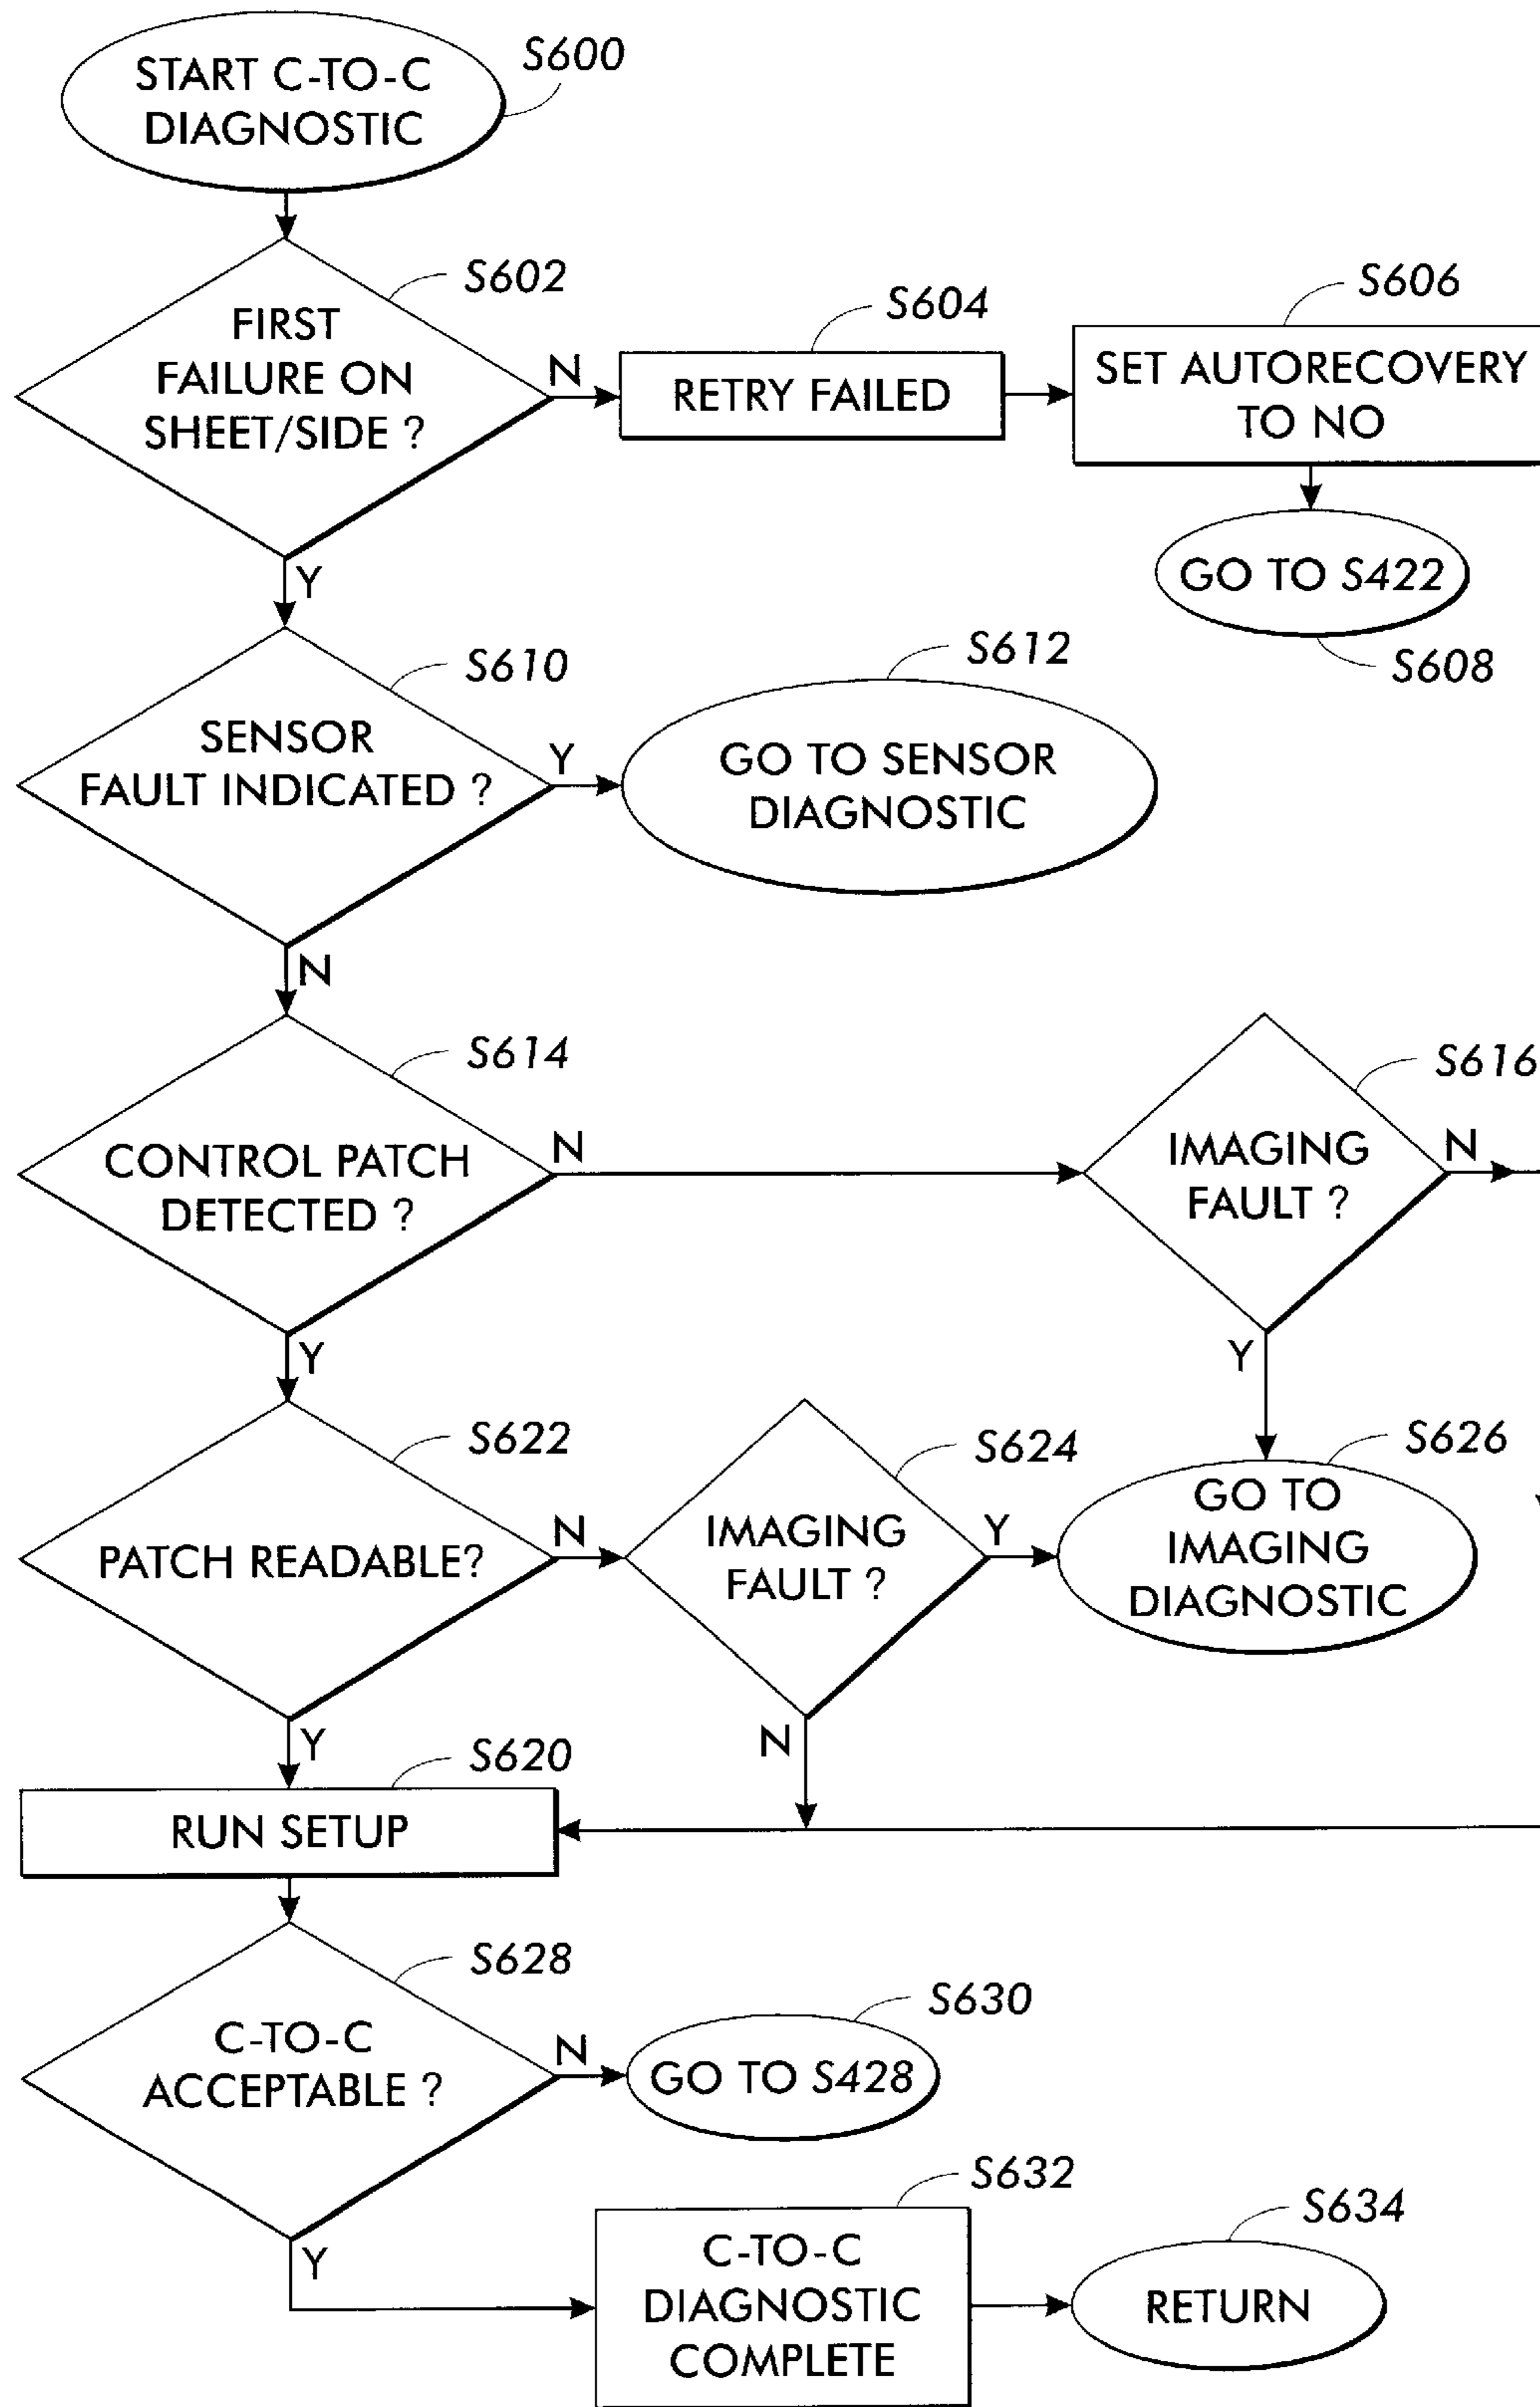 START C-TO-C
DIAGNOSTIC
S600
FIRST
FAILURE ON
SHEET/SIDE ?
S602
N
Y
RETRY FAILED
S604
SET AUTORECOVERY
TO NO
S606
GO TO S422
S608
SENSOR
FAULT INDICATED ?
S610
Y
N
GO TO SENSOR
DIAGNOSTIC
S612
CONTROL PATCH
DETECTED ?
S614
N
Y
IMAGING
FAULT ?
S616
N
Y
PATCH READABLE?
S622
N
Y
IMAGING
FAULT ?
S624
Y
N
GO TO
IMAGING
DIAGNOSTIC
S626
RUN SETUP
S620
C-TO-C
ACCEPTABLE ?
S628
N
Y
GO TO S428
S630
C-TO-C
DIAGNOSTIC
COMPLETE
S632
RETURN
S634